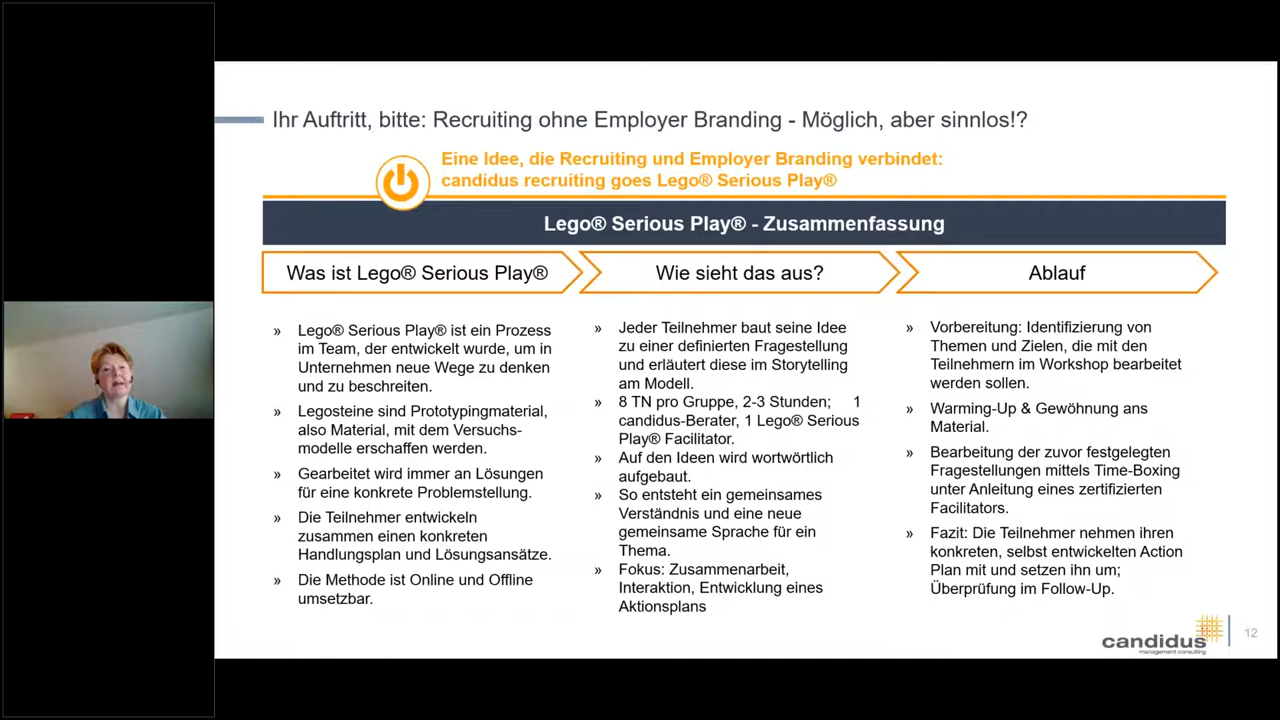 Ihr Auftritt, bitte: Recruiting ohne Employer Branding - Möglich, aber sinnlos!?
Eine Idee, die Recruiting und Employer Branding verbindet:
candidus recruiting goes Lego® Serious Play®
Lego® Serious Play® - Zusammenfassung
Was ist Lego® Serious Play®
» Lego® Serious Play® ist ein Prozess
im Team, der entwickelt wurde, um in
Unternehmen neue Wege zu denken
und zu beschreiten.
» Legosteine sind Prototypingmaterial,
also Material, mit dem Versuchs-
modelle erschaffen werden.
» Gearbeitet wird immer an Lösungen
für eine konkrete Problemstellung.
» Die Teilnehmer entwickeln
zusammen einen konkreten
Handlungsplan und Lösungsansätze.
» Die Methode ist Online und Offline
umsetzbar.
Wie sieht das aus?
» Jeder Teilnehmer baut seine Idee
zu einer definierten Fragestellung
und erläutert diese im Storytelling
am Modell.
» 8 TN pro Gruppe, 2-3 Stunden; 1
candidus-Berater, 1 Lego® Serious
Play® Facilitator.
» Auf den Ideen wird wortwörtlich
aufgebaut.
» So entsteht ein gemeinsames
Verständnis und eine neue
gemeinsame Sprache für ein
Thema.
» Fokus: Zusammenarbeit,
Interaktion, Entwicklung eines
Aktionsplans
Ablauf
» Vorbereitung: Identifizierung von
Themen und Zielen, die mit den
Teilnehmern im Workshop bearbeitet
werden sollen.
» Warming-Up & Gewöhnung ans
Material.
» Bearbeitung der zuvor festgelegten
Fragestellungen mittels Time-Boxing
unter Anleitung eines zertifizierten
Facilitators.
» Fazit: Die Teilnehmer nehmen ihren
konkreten, selbst entwickelten Action
Plan mit und setzen ihn um;
Überprüfung im Follow-Up.
candidus
management consulting
12